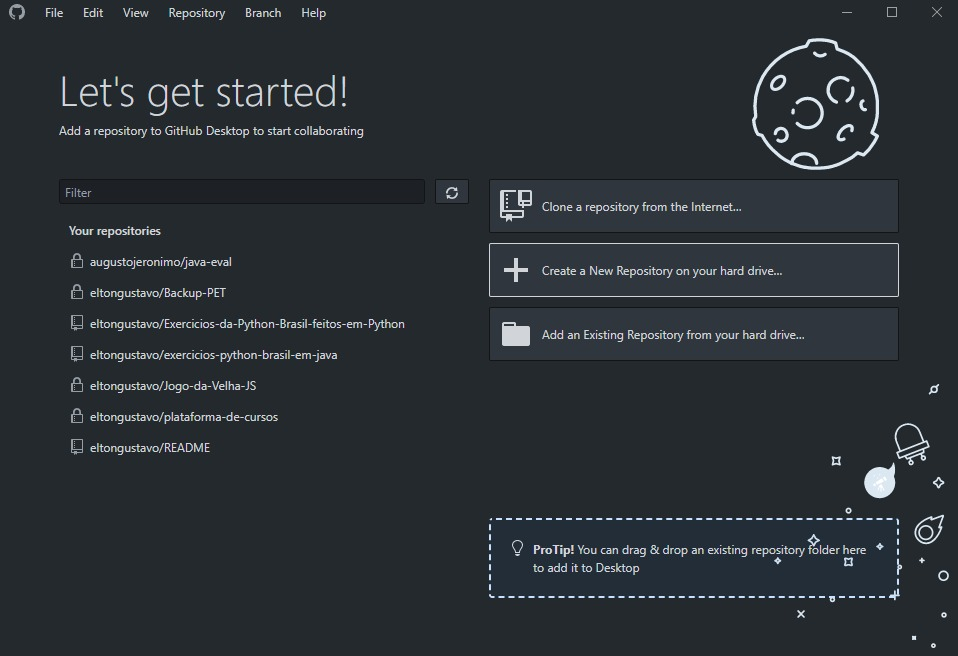 File Edit View Repository Branch Help
Let's get started!
Add a repository to GitHub Desktop to start collaborating
Filter
Your repositories
augustojeronimo/java-eval
eltongustavo/Backup-PET
eltongustavo/Exercicios-da-Python-Brasil-feitos-em-Python
eltongustavo/exercicios-python-brasil-em-java
eltongustavo/Jogo-da-Velha-JS
eltongustavo/plataforma-de-cursos
eltongustavo/README
Clone a repository from the Internet...
Create a New Repository on your hard drive...
Add an Existing Repository from your hard drive...
ProTip! You can drag & drop an existing repository folder here
to add it to Desktop